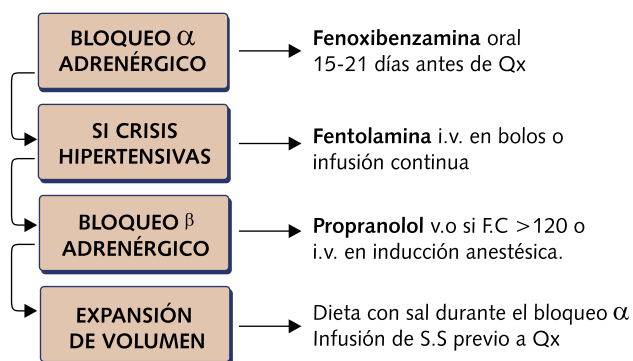 BLOQUEO α
ADRENÉRGICO
Fenoxibenzamina oral
15-21 días antes de Qx
SI CRISIS
HIPERTENSIVAS
Fentolamina i.v. en bolos o
infusión continua
BLOQUEO β
ADRENÉRGICO
Propranolol v.o si F.C >120 o
i.v. en inducción anestésica.
EXPANSIÓN
DE VOLUMEN
Dieta con sal durante el bloqueo α
Infusión de S.S previo a Qx